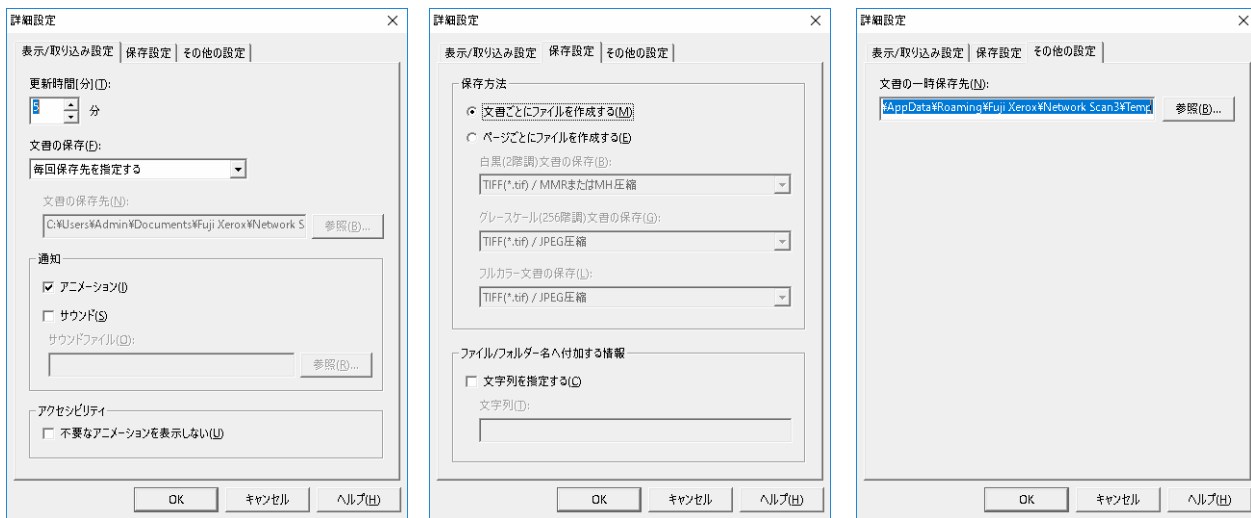 詳細設定
表示/取り込み設定
保存設定
その他の設定
更新時間[分](T):
5
分
文書の保存(F):
毎回保存先を指定する
文書の保存先(N):
C:¥Users¥Admin¥Documents¥Fuji Xerox¥Network S
参照(B)...
通知
アニメーション(I)
サウンド(S)
サウンドファイル(O):
参照(R)...
アクセシビリティ
不要なアニメーションを表示しない(U)
OK
キャンセル
ヘルプ(H)
詳細設定
表示/取り込み設定
保存設定
その他の設定
保存方法
文書ごとにファイルを作成する(M)
ページごとにファイルを作成する(E)
白黒(2階調)文書の保存(B):
TIFF(*.tif) / MMRまたはMH圧縮
グレースケール(256階調)文書の保存(G):
TIFF(*.tif) / JPEG圧縮
フルカラー文書の保存(L):
TIFF(*.tif) / JPEG圧縮
ファイル/フォルダー名へ付加する情報
文字列を指定する(C)
文字列(T):
OK
キャンセル
ヘルプ(H)
詳細設定
表示/取り込み設定
保存設定
その他の設定
文書の一時保存先(N):
¥AppData¥Roaming¥Fuji Xerox¥Network Scan3¥Temp
参照(B)...
OK
キャンセル
ヘルプ(H)